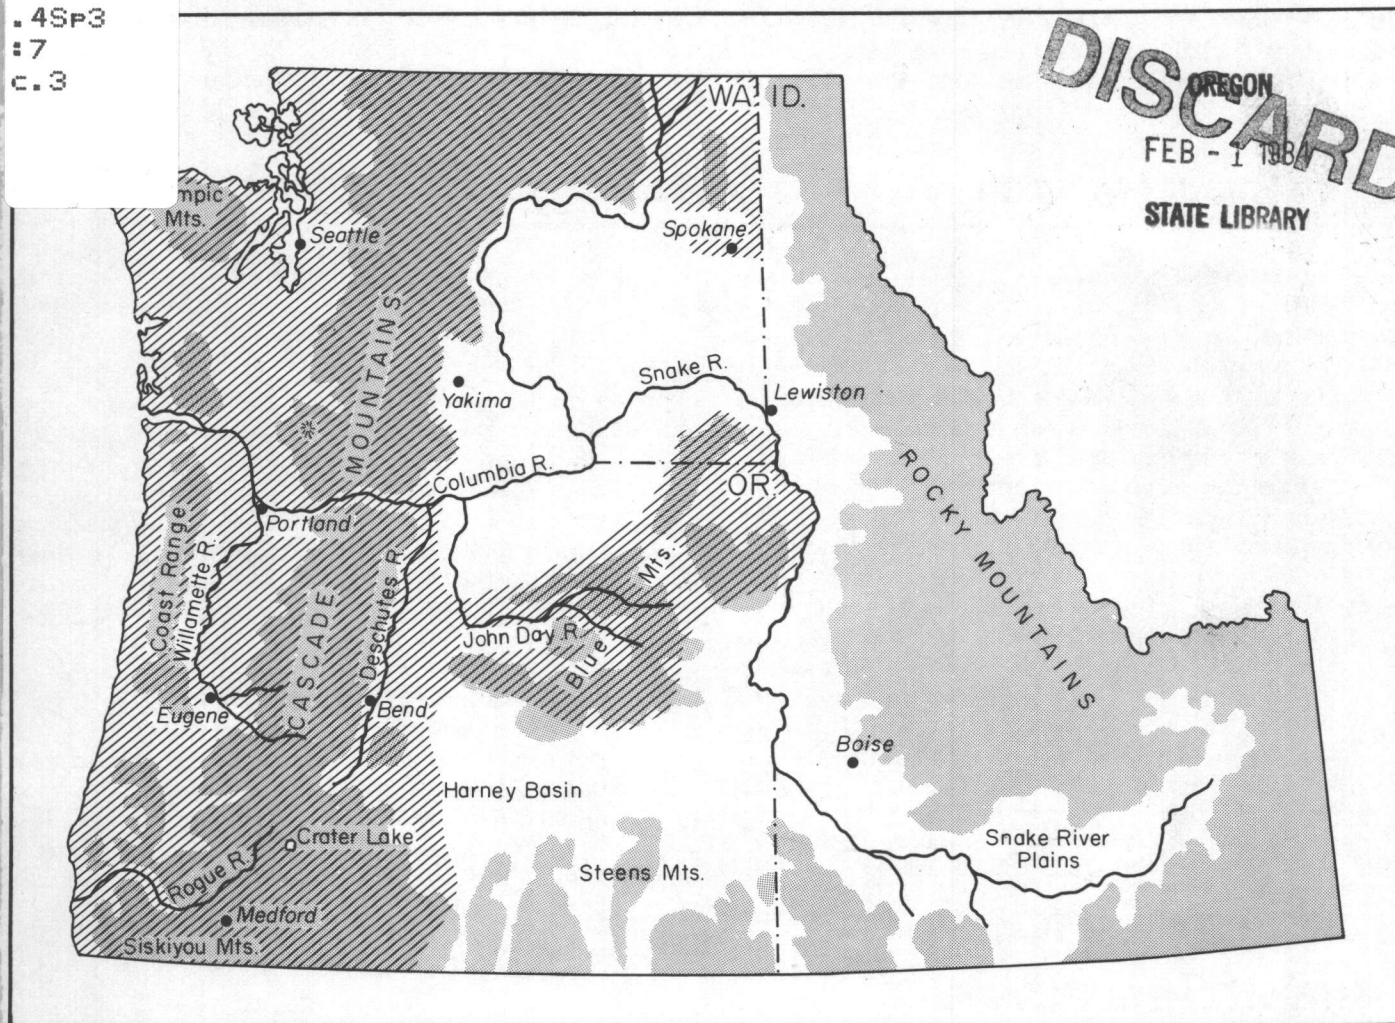 .4Sp3
:7
c.3
DISCARD
OREGON
FEB - 1 1984
STATE LIBRARY
WA.
ID.
mpic
Mts.
Seattle
Spokane
MOUNTAINS
Snake R.
Yakima
Lewiston
Columbia R.
OR.
ROCKY MOUNTAINS
Portland
Coast Range
Willamette R.
CASCADE
Deschutes R.
Mts.
John Day R.
Blue
Eugene
Bend
Boise
Harney Basin
Crater Lake
Snake River
Plains
Steens Mts.
Rogue R.
Medford
Siskiyou Mts.